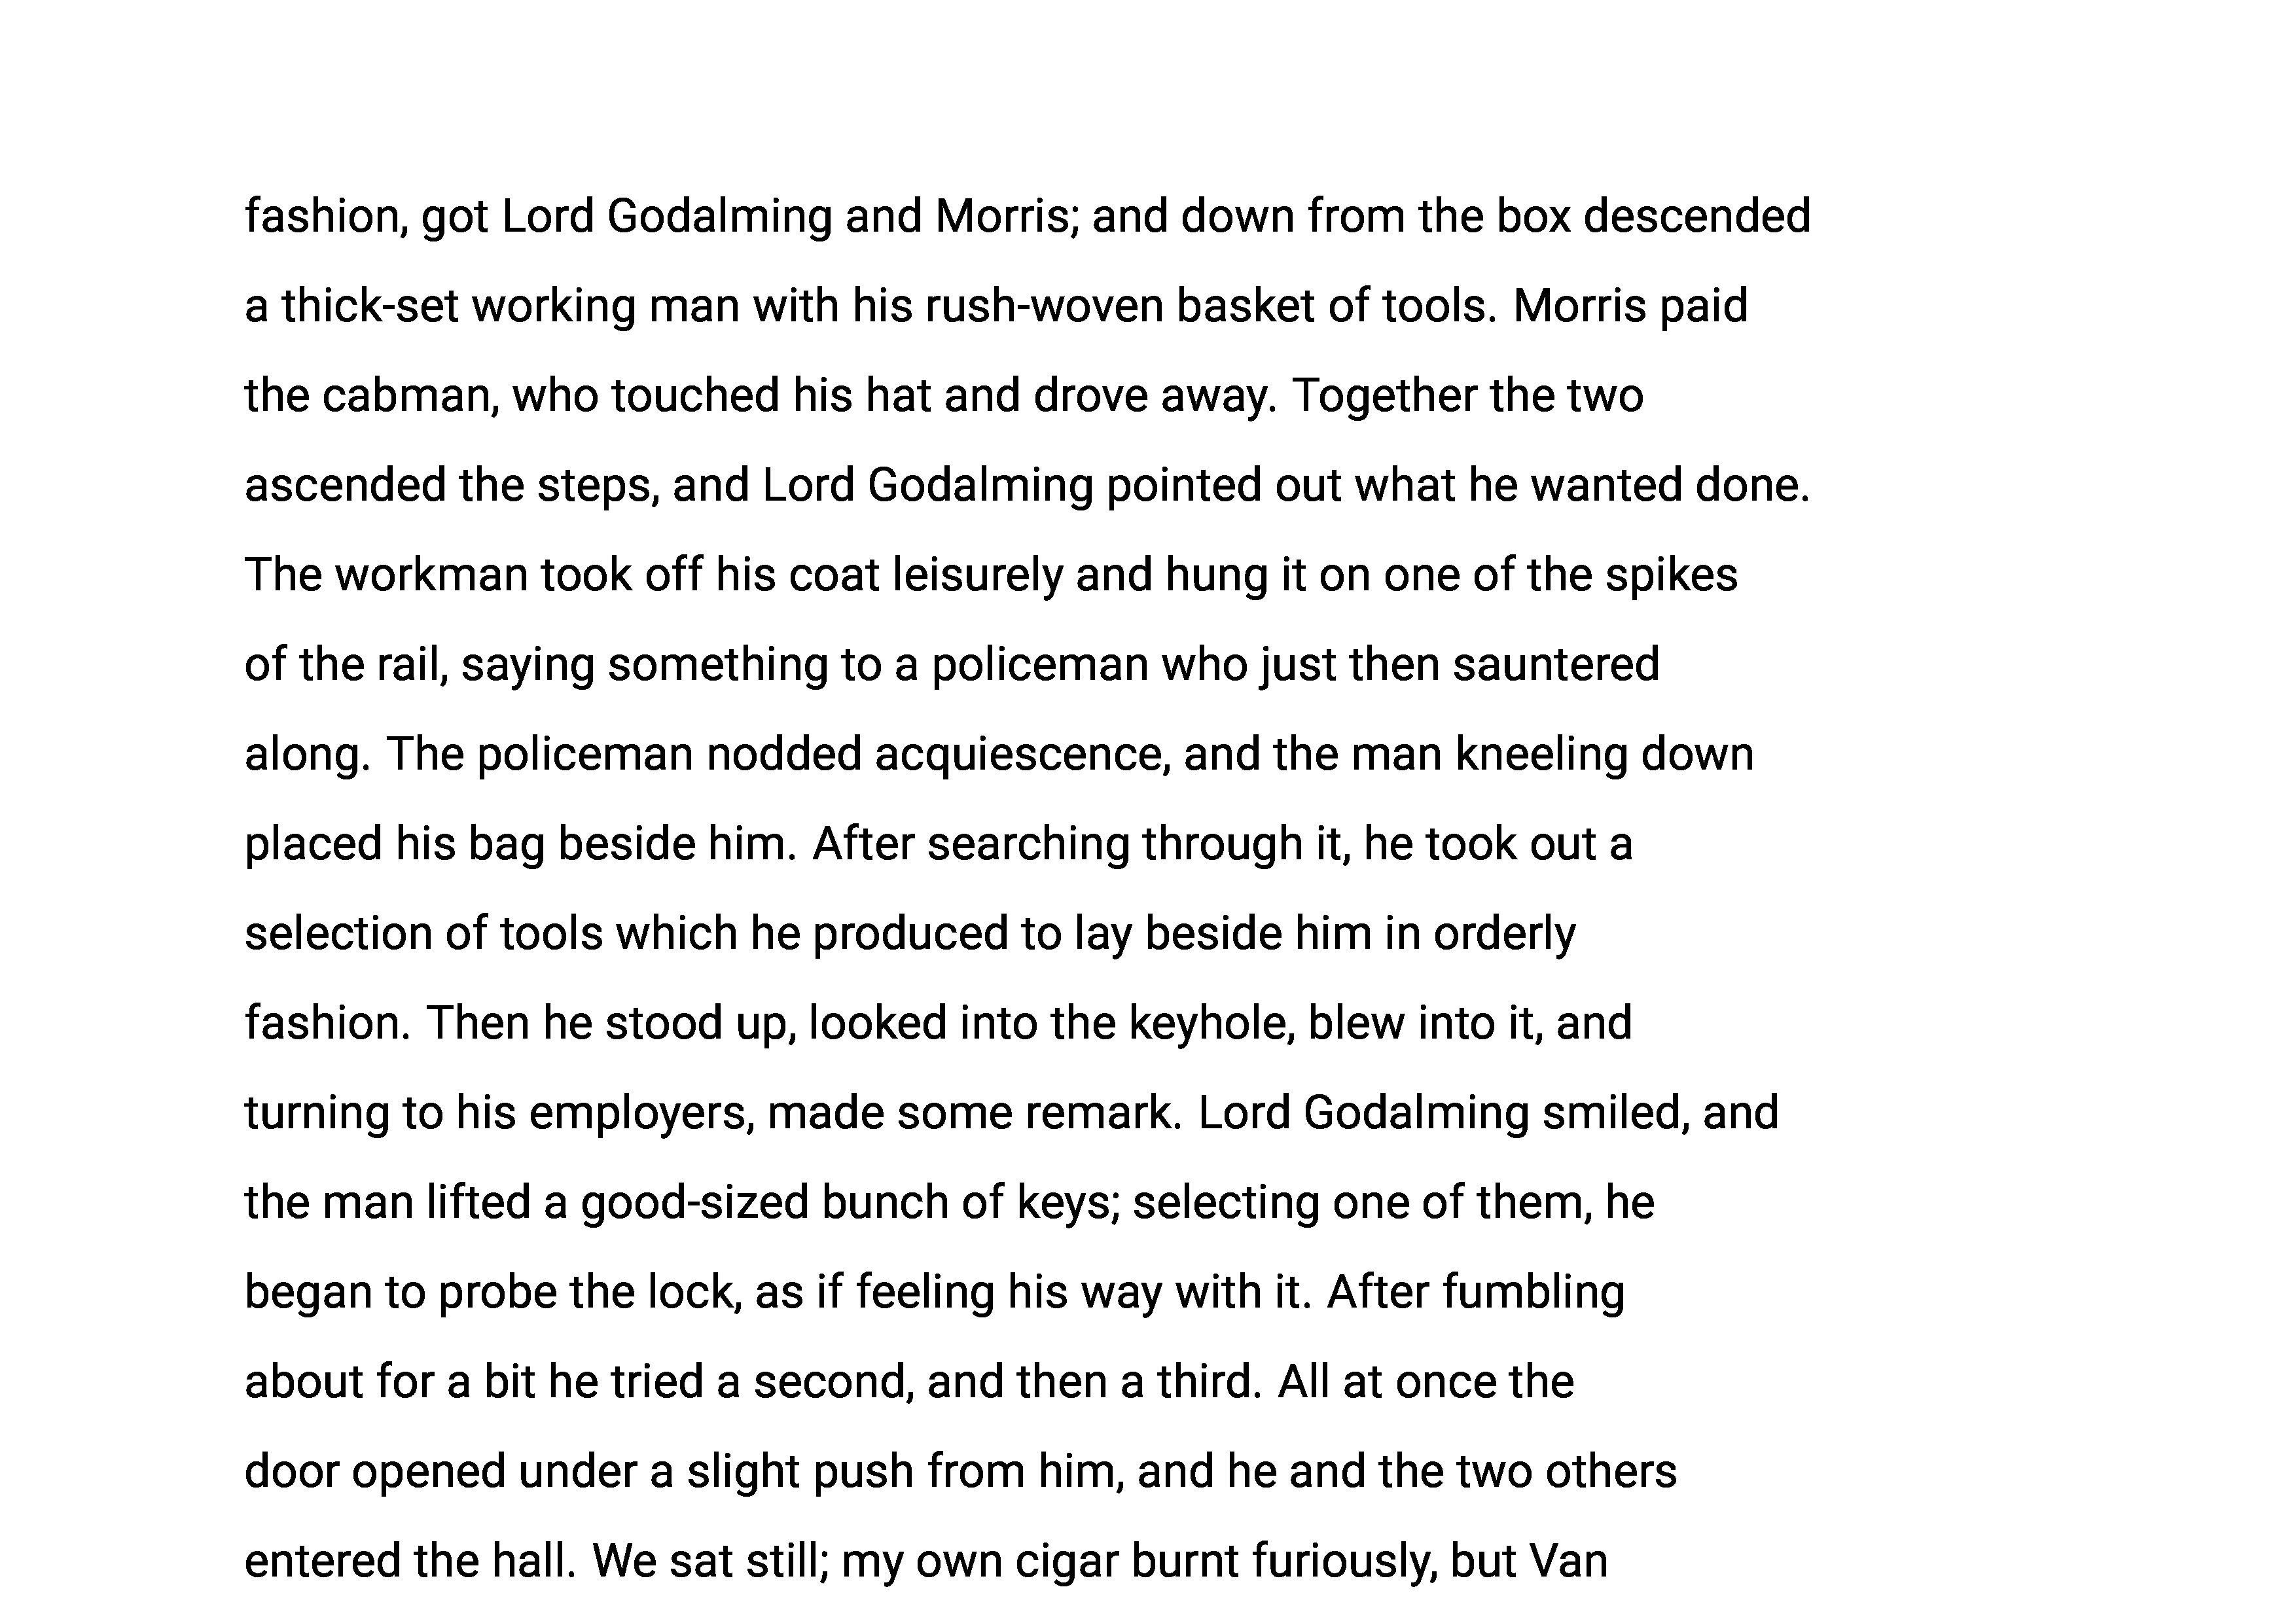 fashion, got Lord Godalming and Morris; and down from the box descended
a thick-set working man with his rush-woven basket of tools. Morris paid
the cabman, who touched his hat and drove away. Together the two
ascended the steps, and Lord Godalming pointed out what he wanted done.
The workman took off his coat leisurely and hung it on one of the spikes
of the rail, saying something to a policeman who just then sauntered
along. The policeman nodded acquiescence, and the man kneeling down
placed his bag beside him. After searching through it, he took out a
selection of tools which he produced to lay beside him in orderly
fashion. Then he stood up, looked into the keyhole, blew into it, and
turning to his employers, made some remark. Lord Godalming smiled, and
the man lifted a good-sized bunch of keys; selecting one of them, he
began to probe the lock, as if feeling his way with it. After fumbling
about for a bit he tried a second, and then a third. All at once the
door opened under a slight push from him, and he and the two others
entered the hall. We sat still; my own cigar burnt furiously, but Van